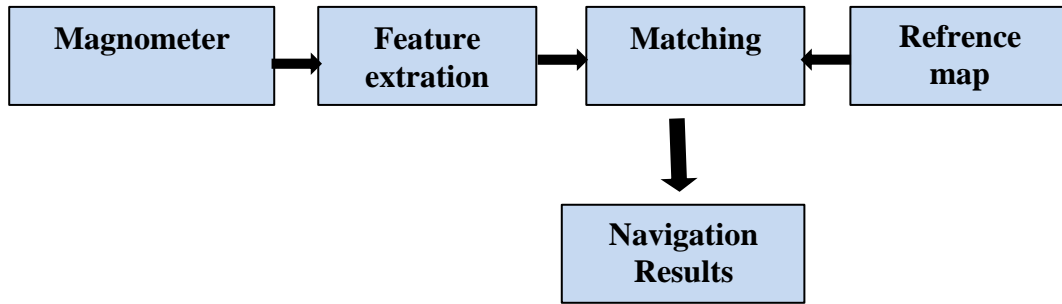 Magnometer
Feature
extration
Matching
Refrence
map
Navigation
Results